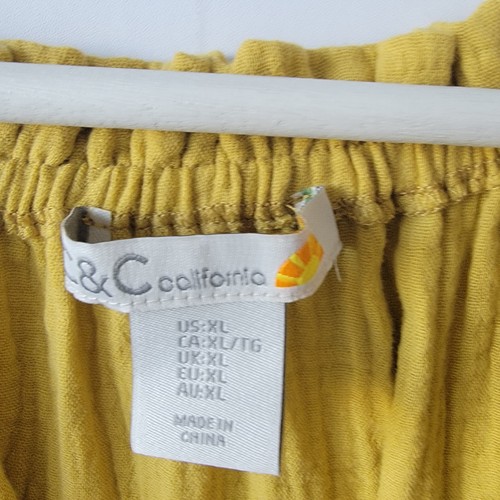 C&C california
US:XL
CA:XL/TG
UK:XL
EU:XL
AU:XL
MADE IN
CHINA